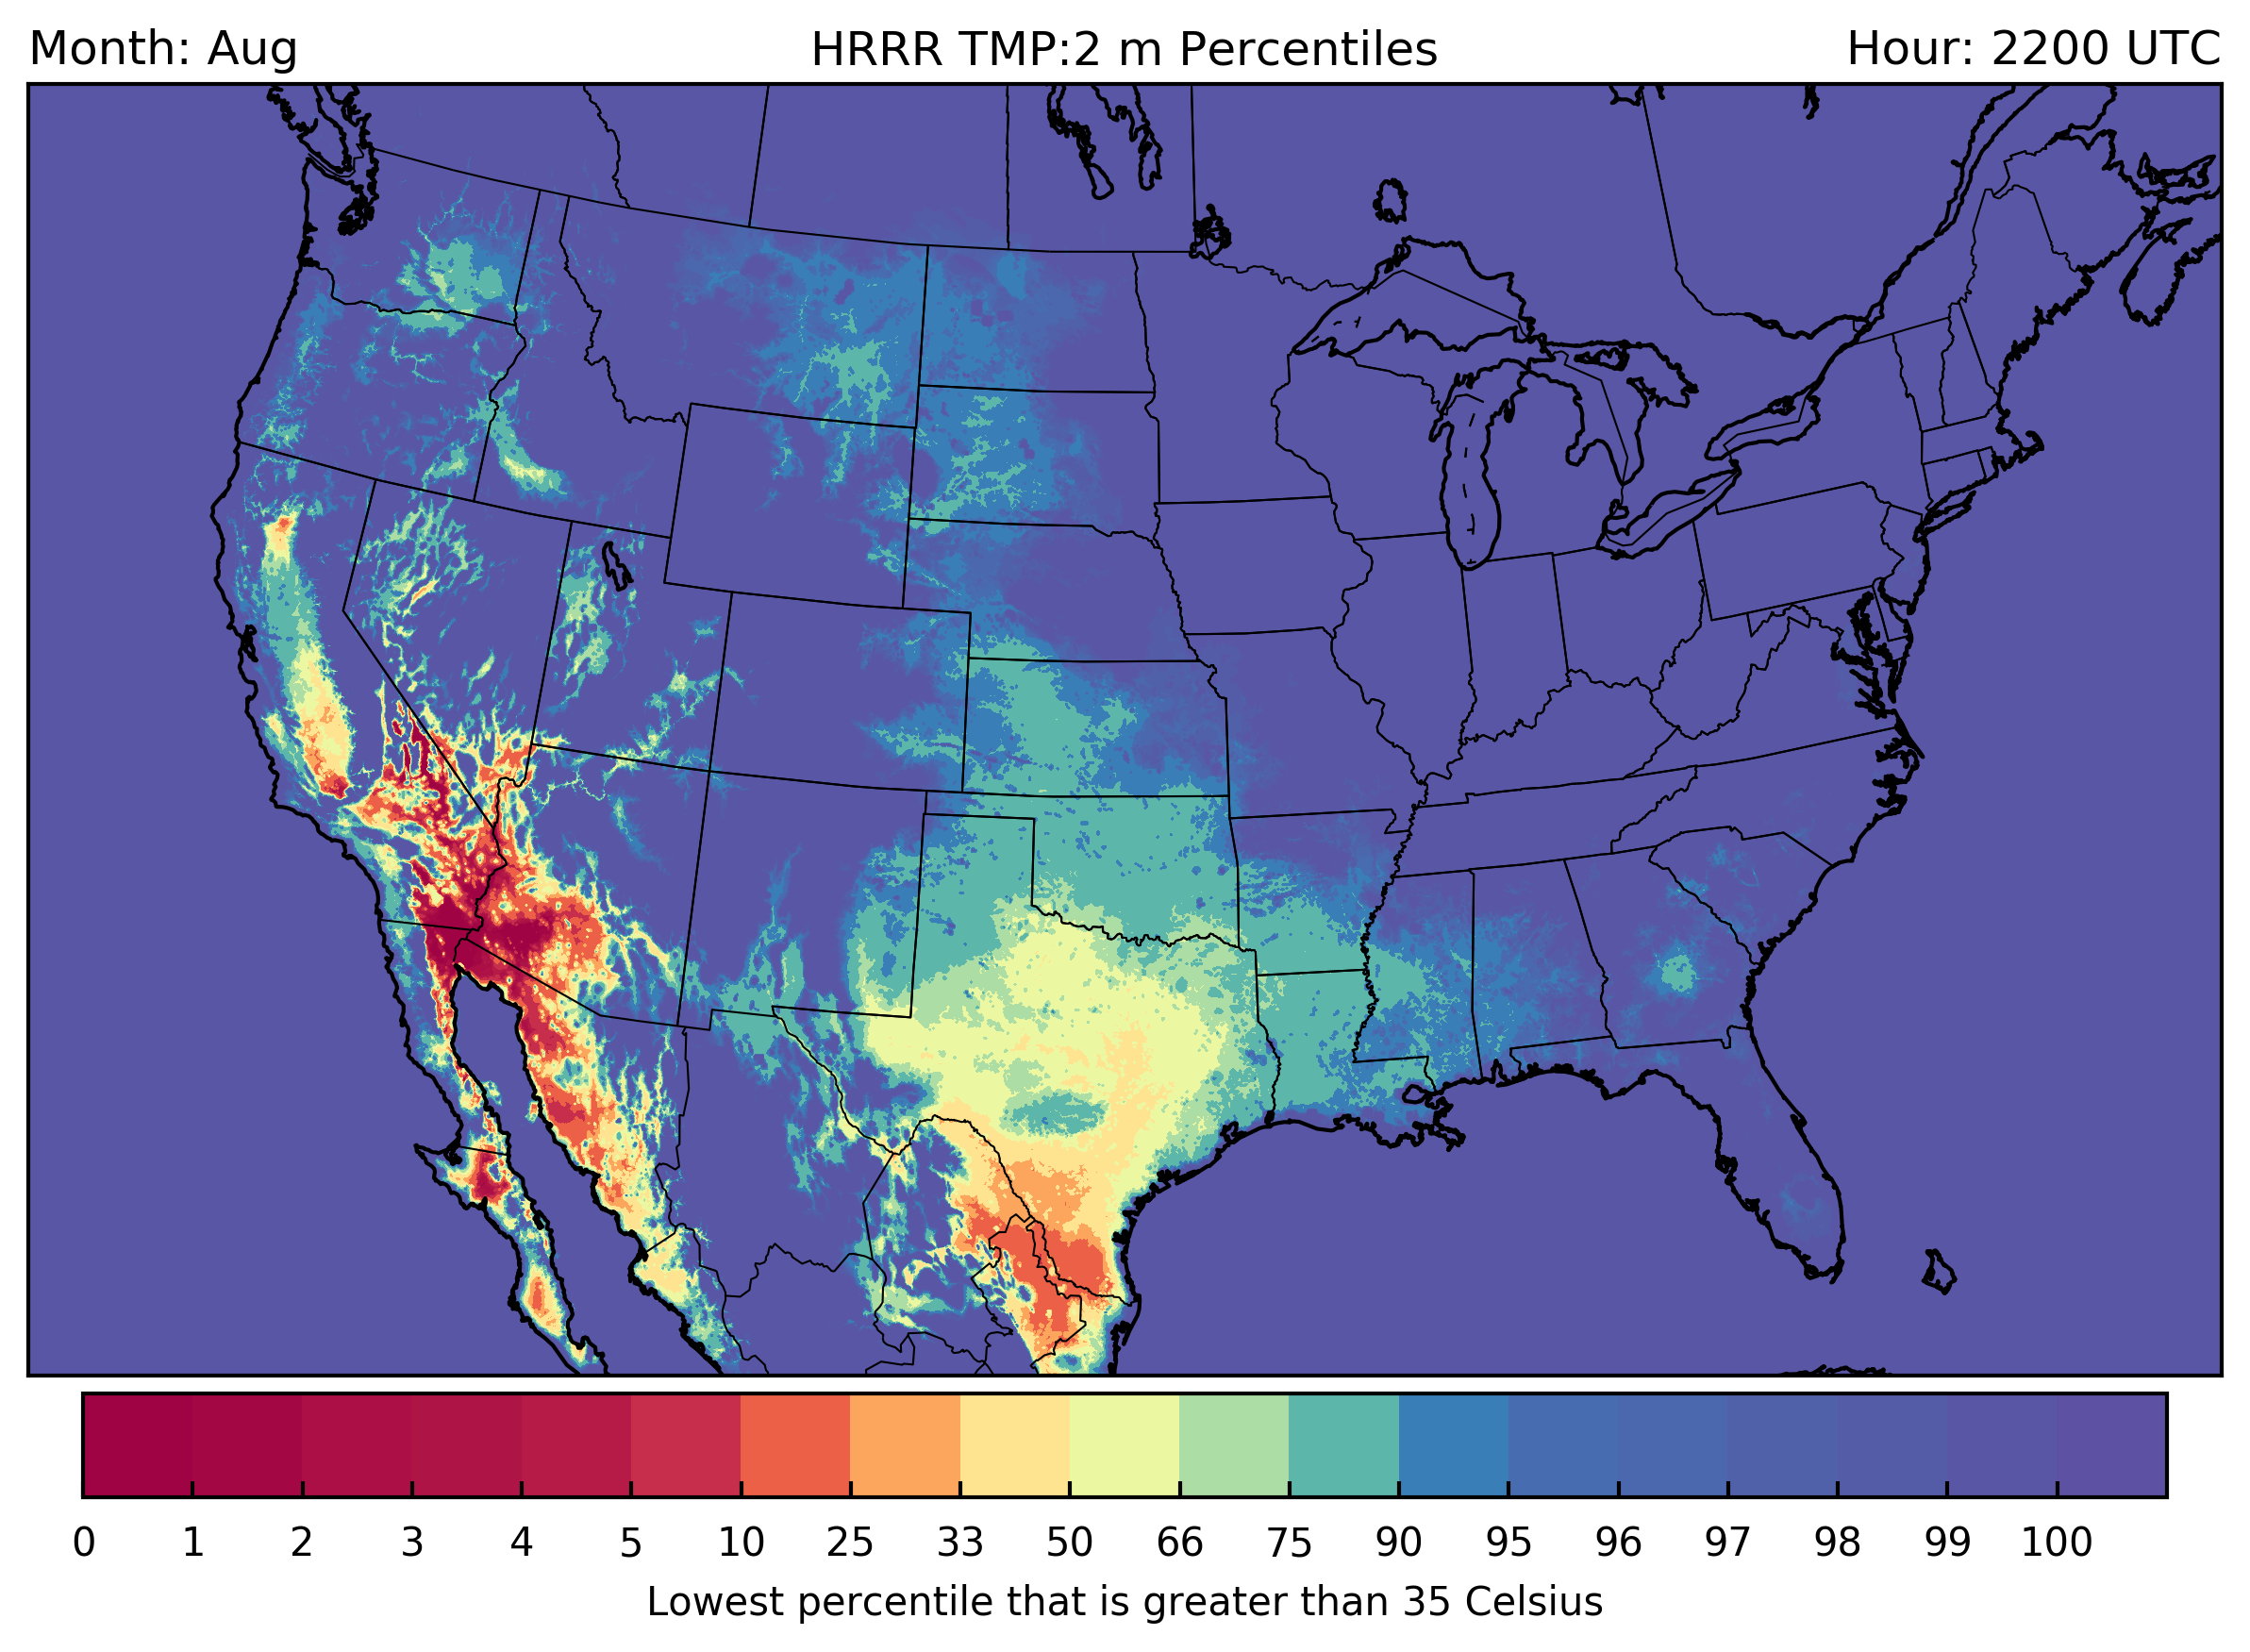 Month: Aug HRRR TMP:2 m Percentiles Hour: 2200 UTC
0 1 2 3 4 5 10 25 33 50 66 75 90 95 96 97 98 99 100
Lowest percentile that is greater than 35 Celsius